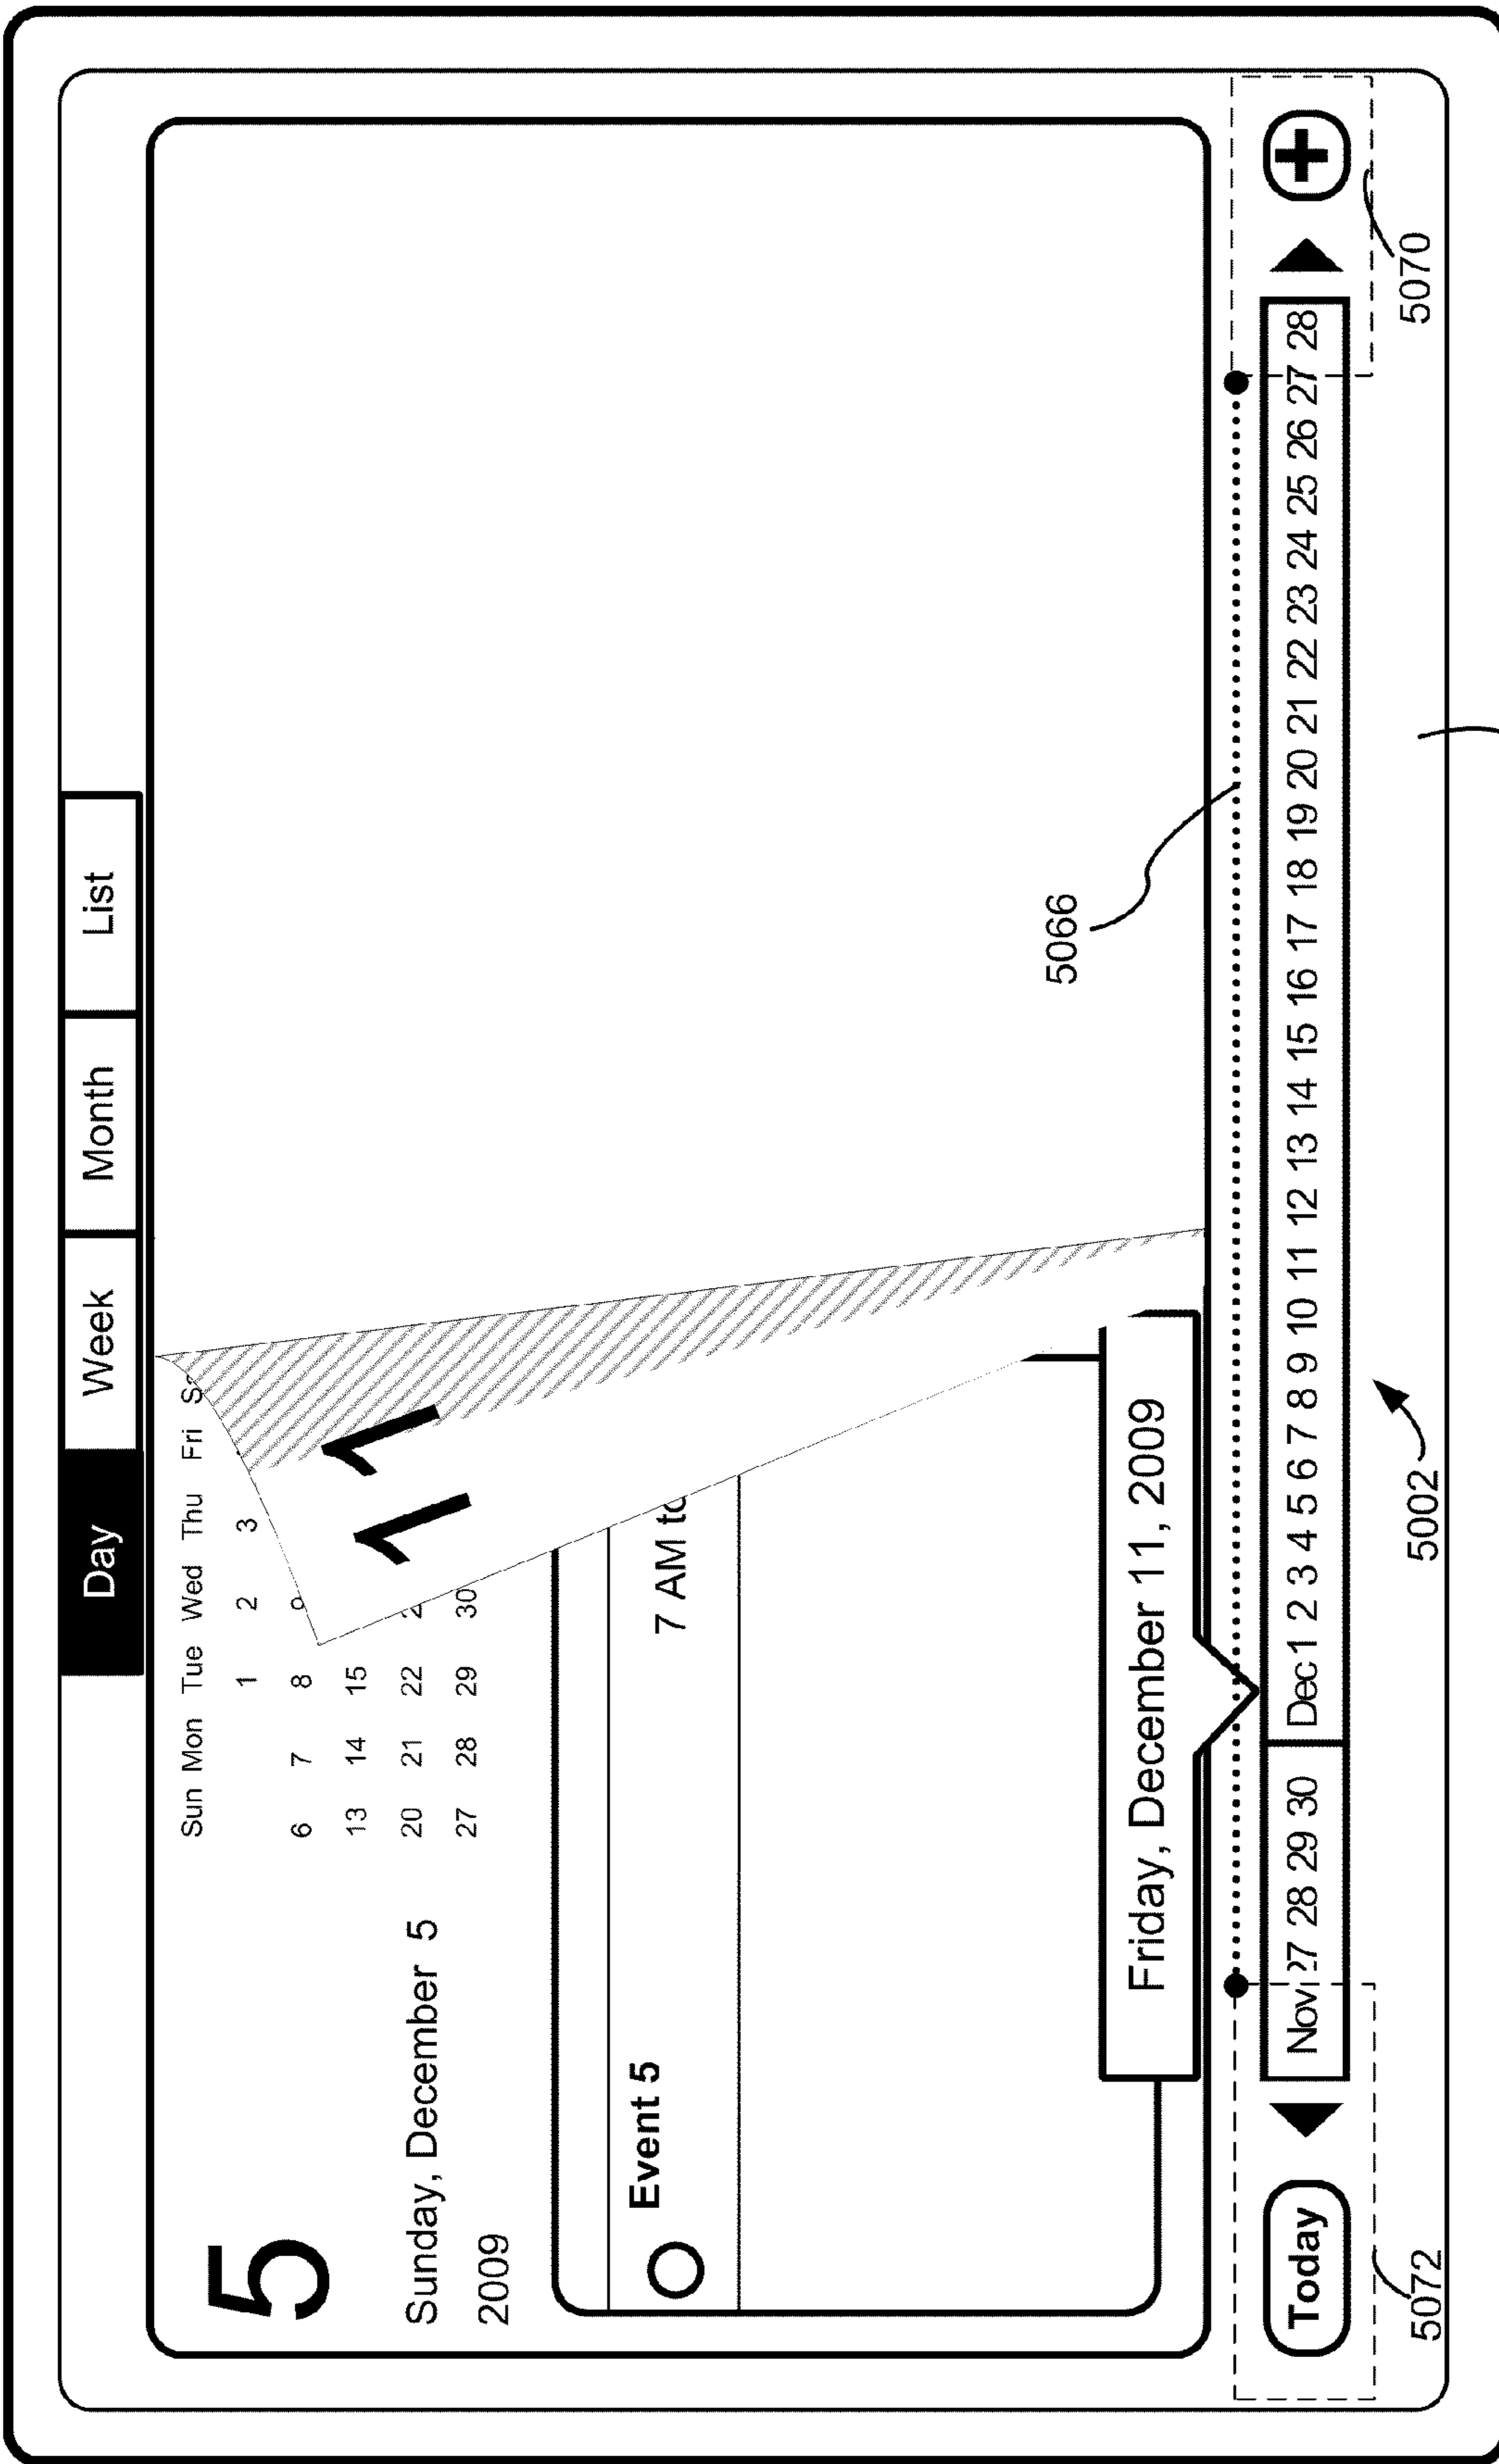 Day Week Month List
5
Sunday, December 5
2009
Sun Mon Tue Wed Thu Fri
1 2 3
6 7 8
13 14 15
20 21 22
27 28 29 30
11
Event 5 7 AM to
Friday, December 11, 2009
5066
Today Nov 27 28 29 30 Dec 1 2 3 4 5 6 7 8 9 10 11 12 13 14 15 16 17 18 19 20 21 22 23 24 25 26 27 28 +
5072 5002 5070